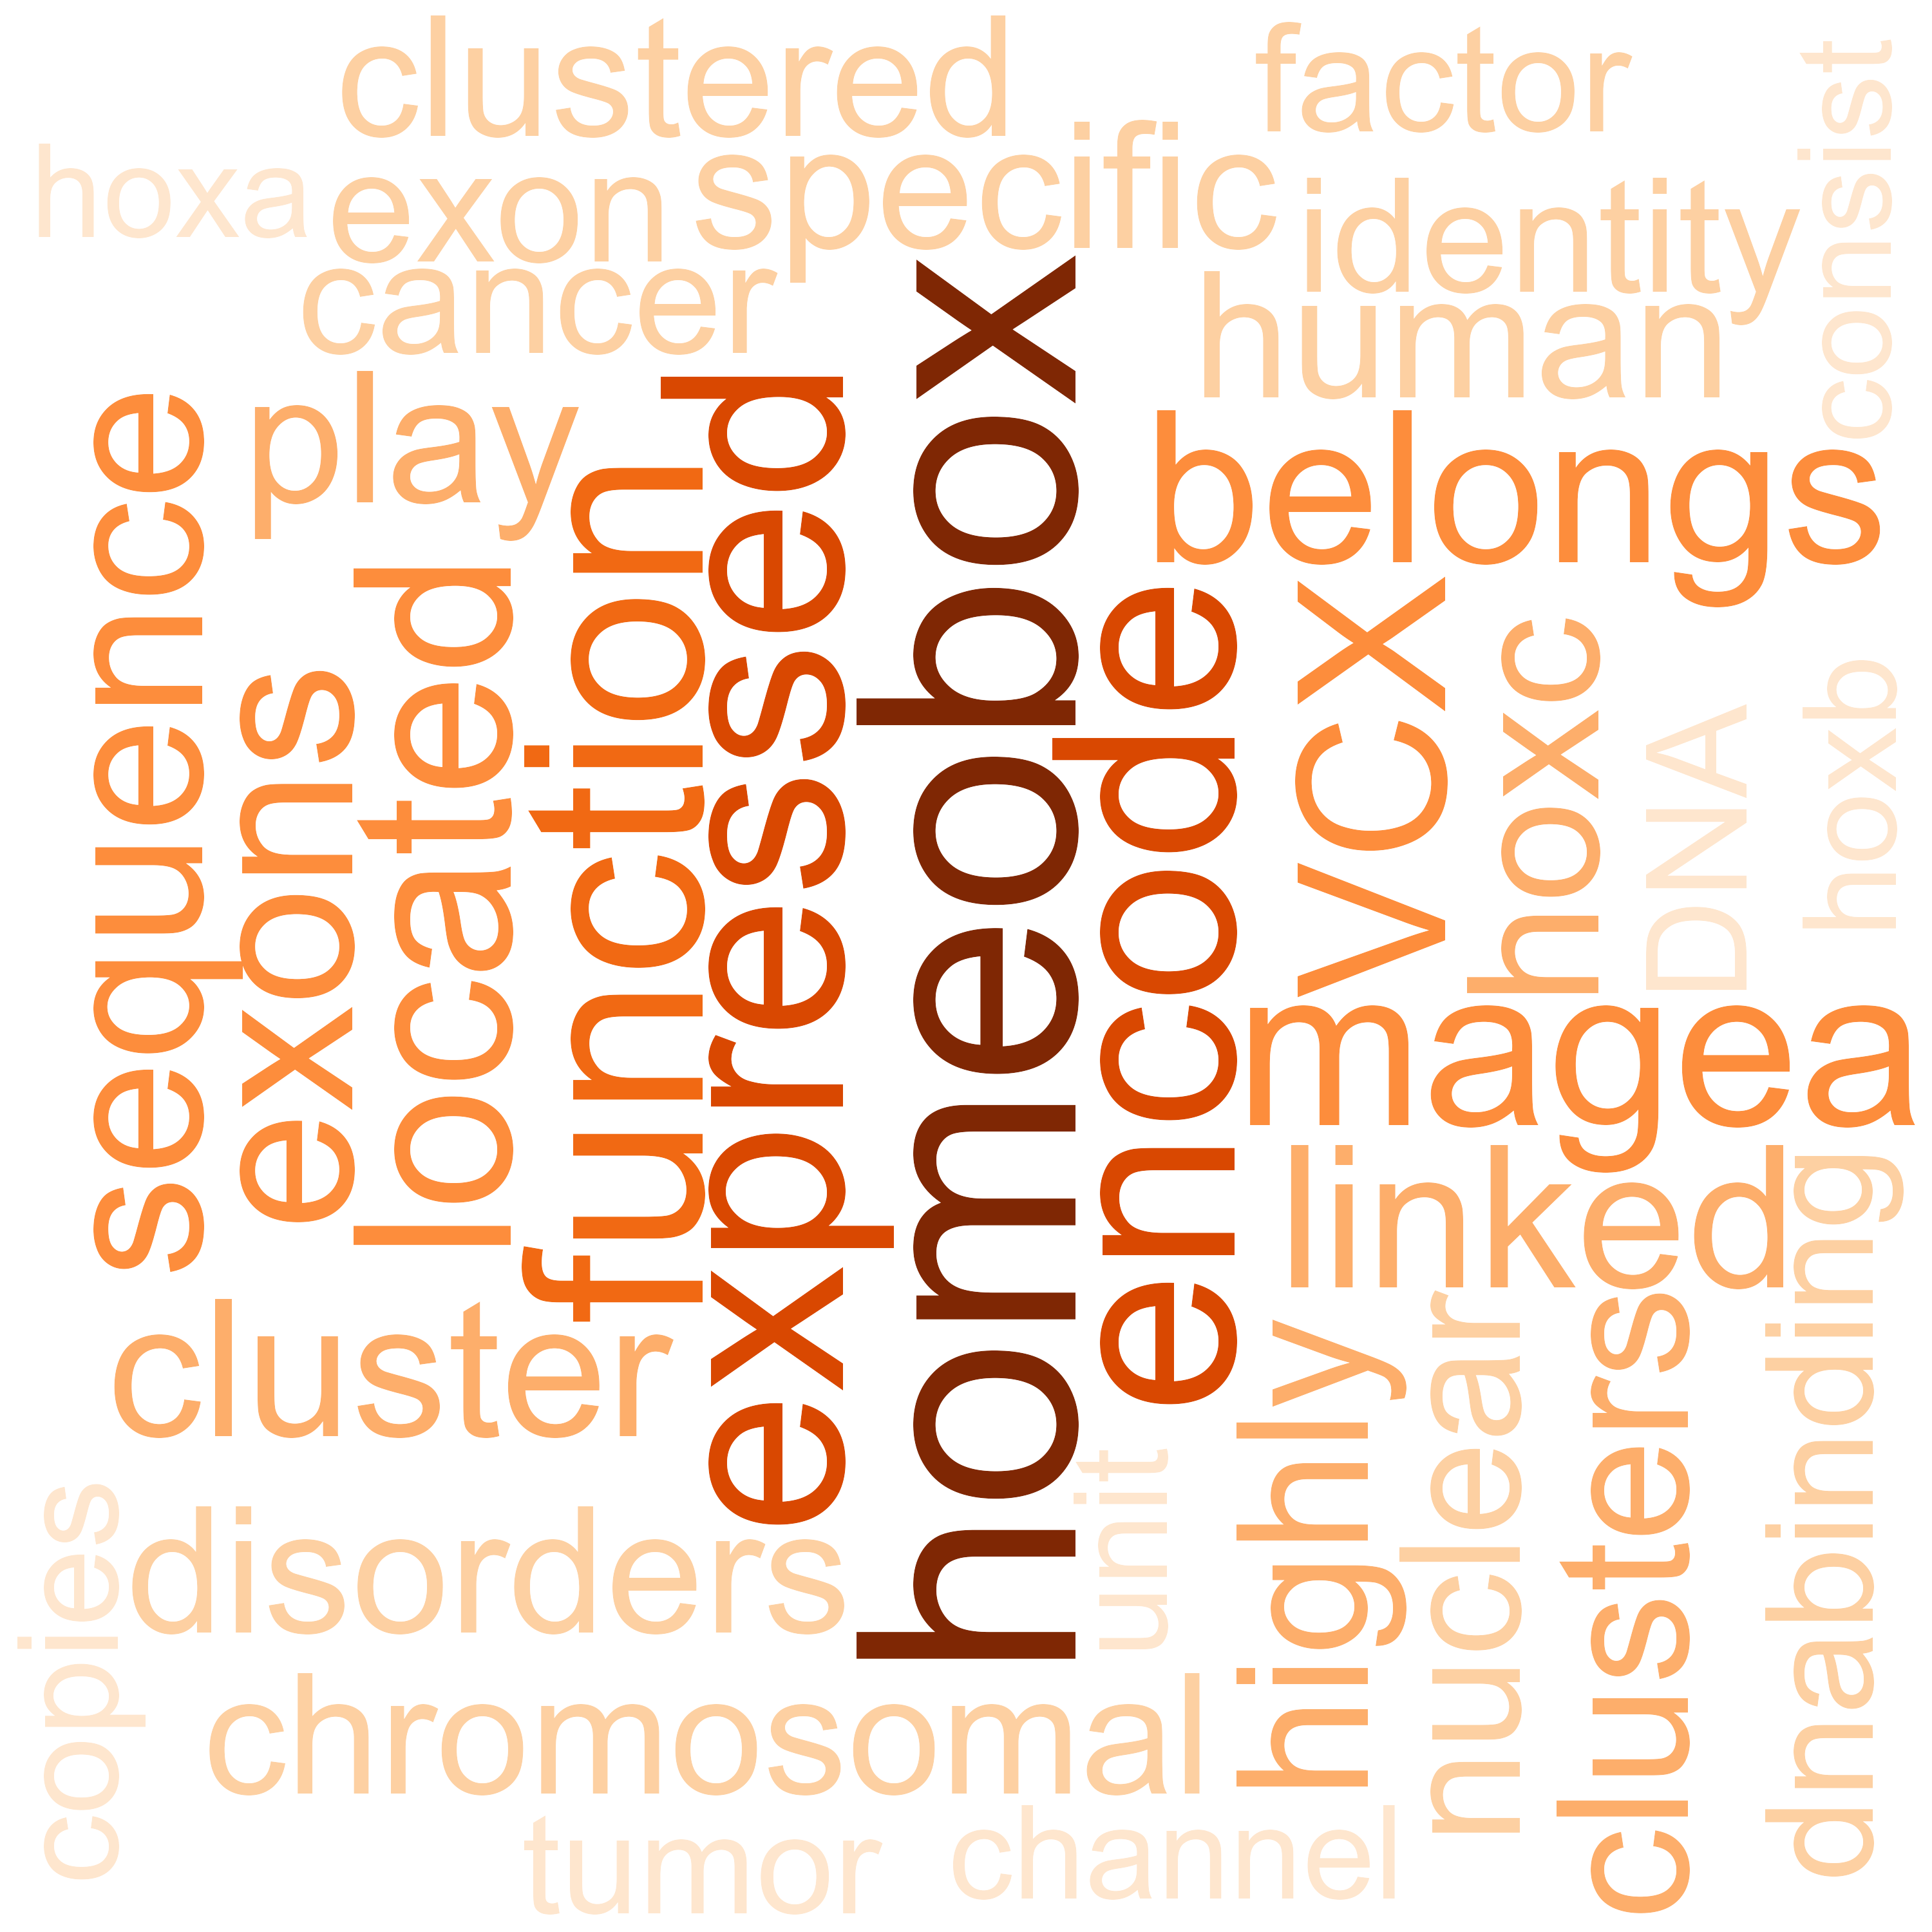 clustered
factor
consist
hoxa
exon
specific
identity
cancer
human
homeobox
expressed
sequence
play
belongs
function
located
exons
encode
VCX
hoxc
DNA
hoxb
magea
linked
dnabinding
cluster
highly
nuclear
clusters
unit
copies
disorders
chromosomal
tumor
channel